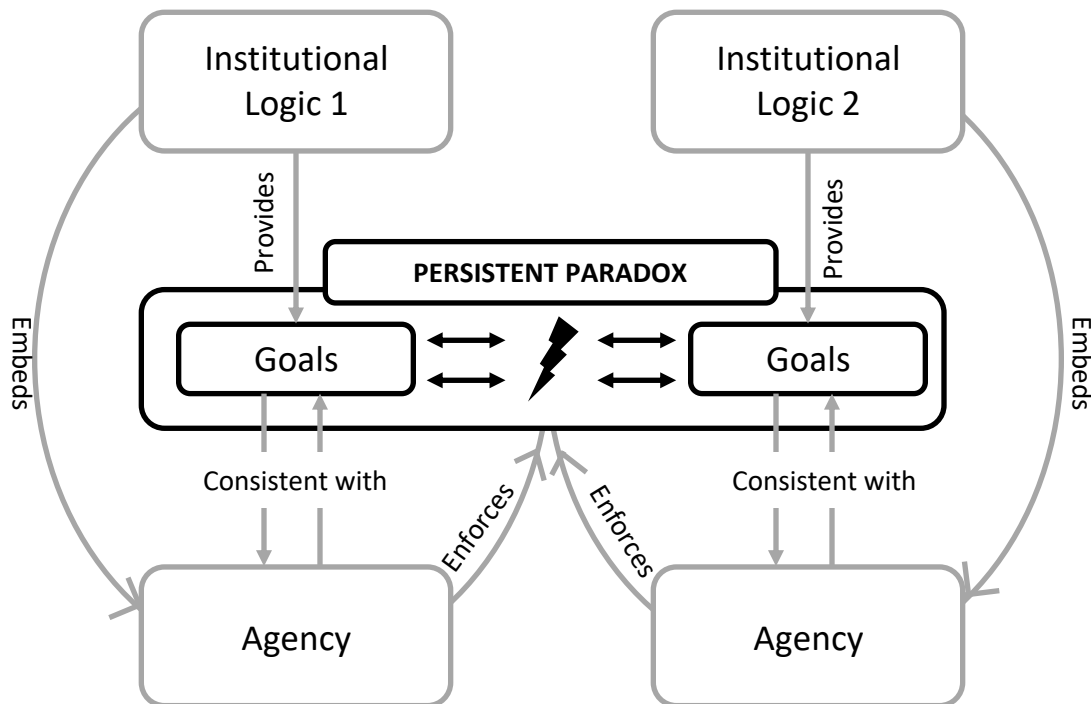 Institutional
Logic 1
Institutional
Logic 2
Provides
Provides
PERSISTENT PARADOX
Embeds
Goals
Goals
Embeds
Consistent with
Consistent with
Enforces
Enforces
Agency
Agency